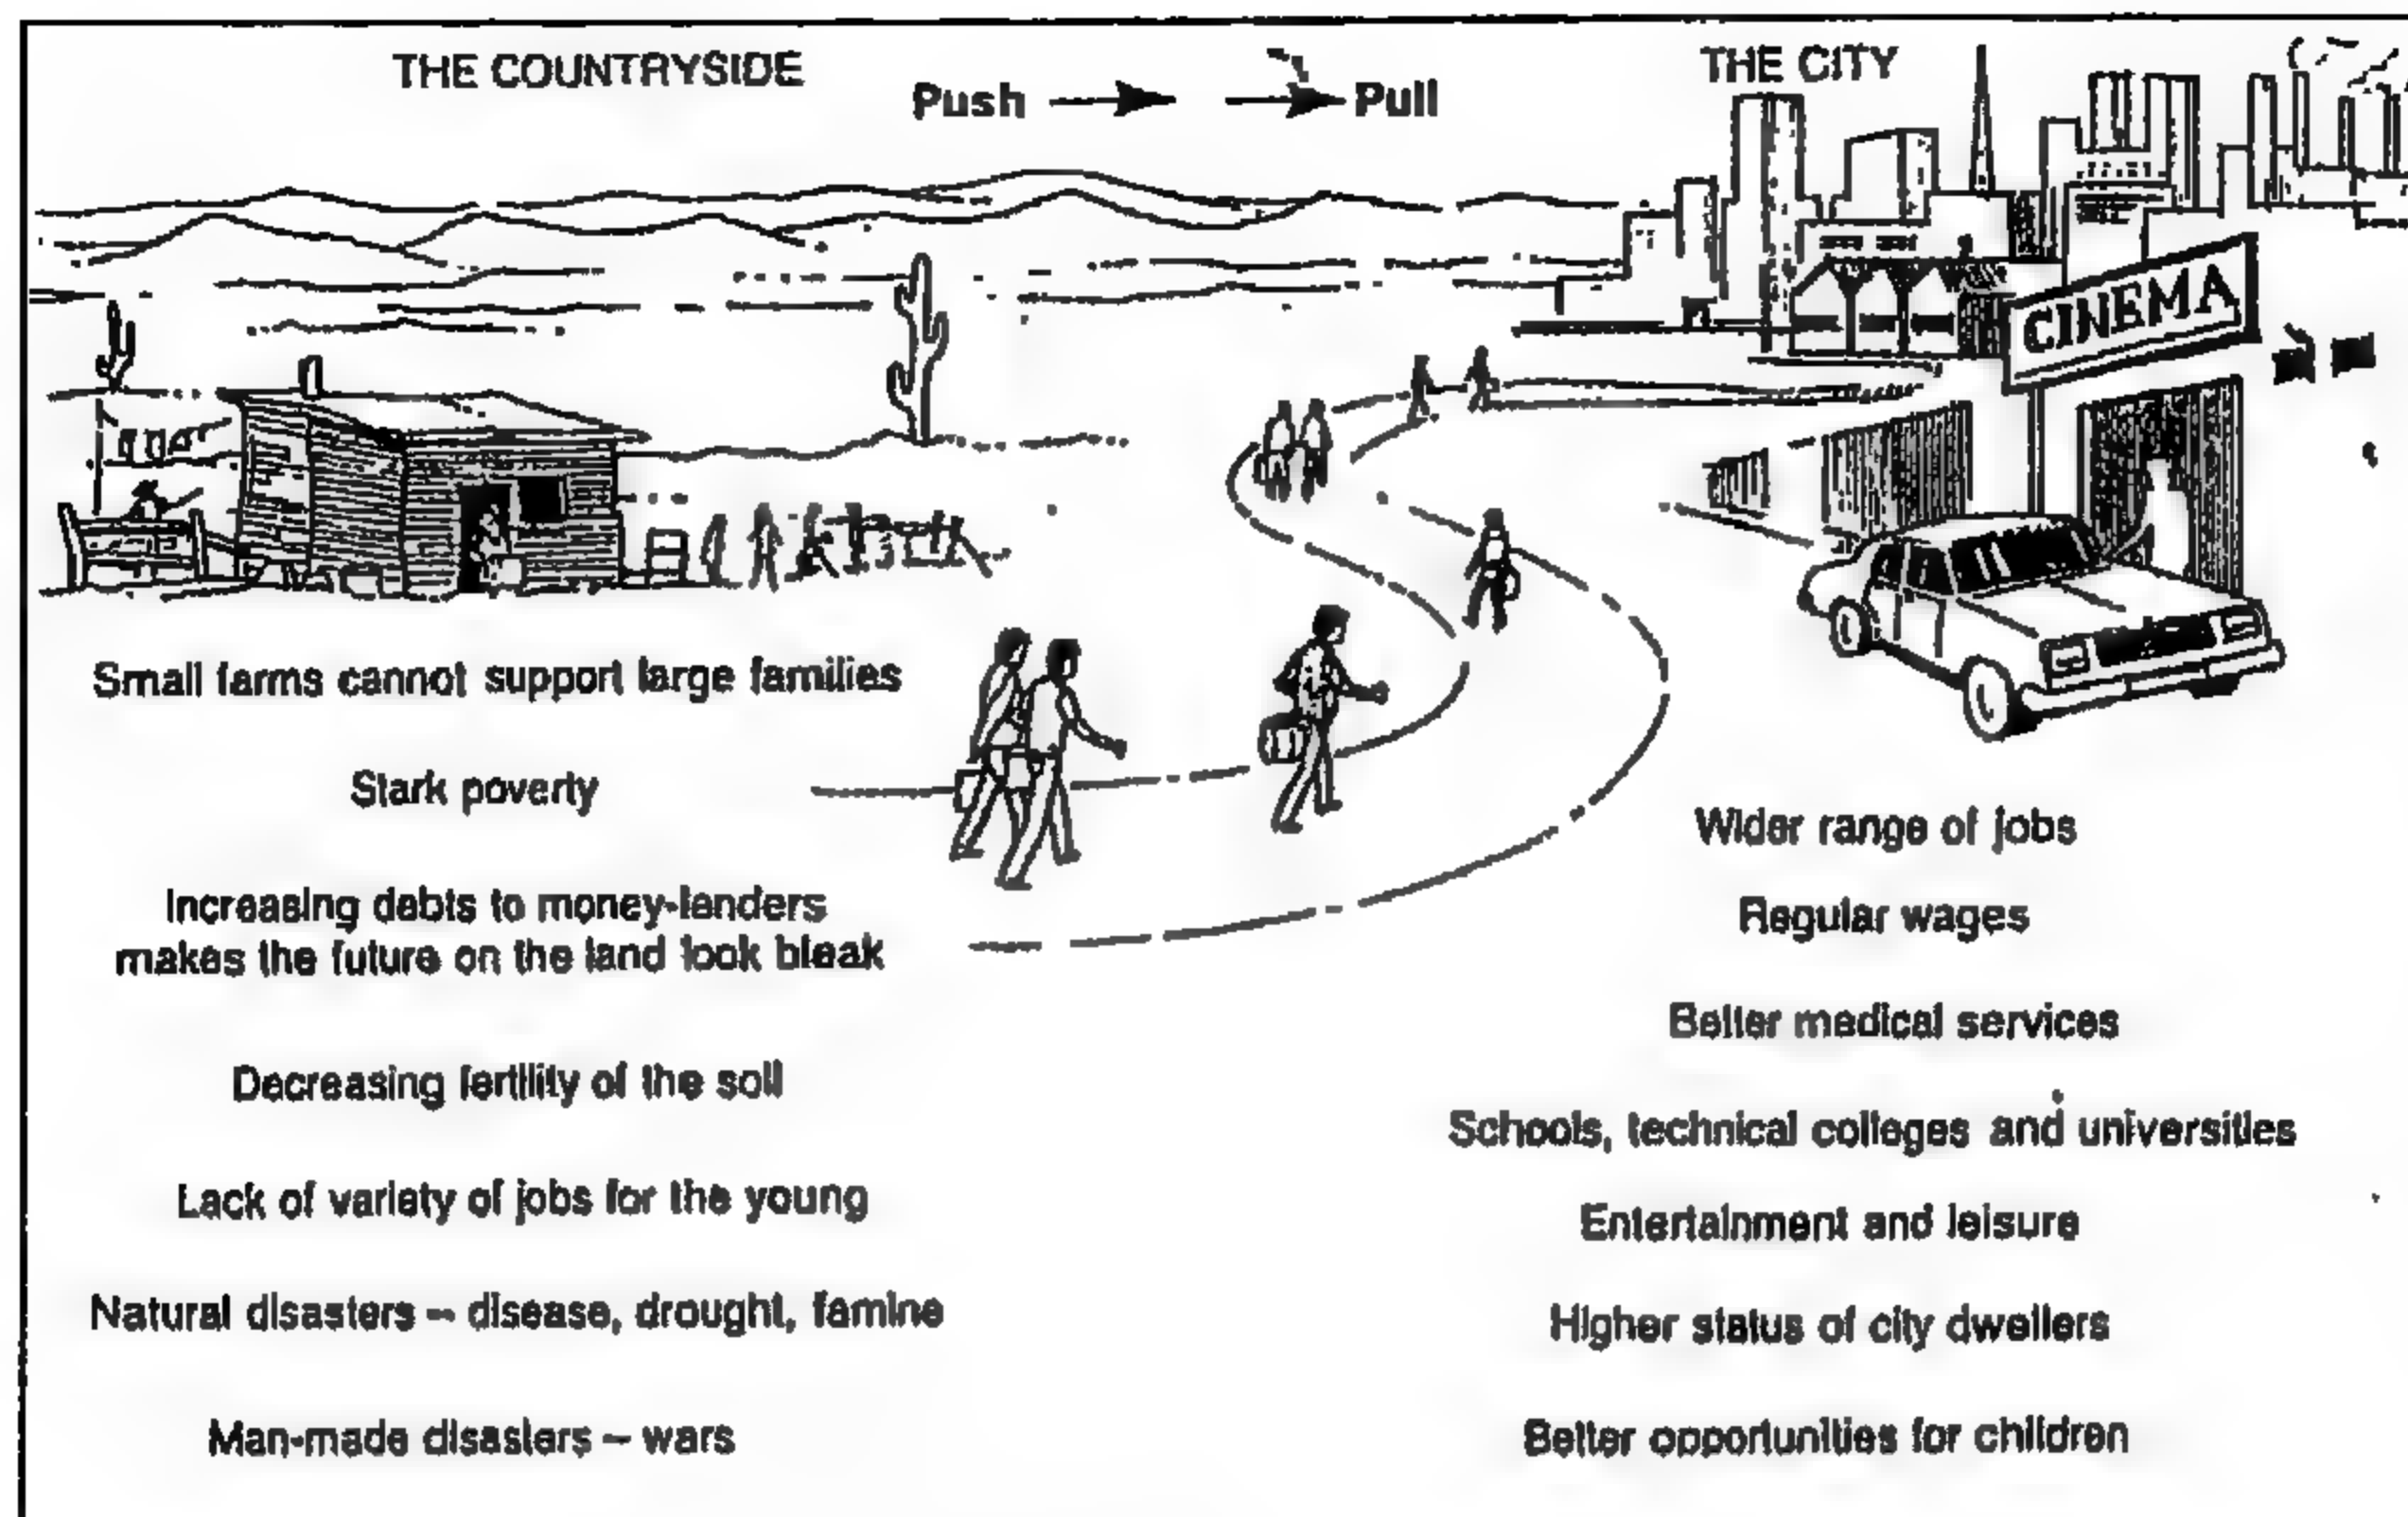 THE COUNTRYSIDE
Push
Pull
THE CITY
CINEMA
Small farms cannot support large families
Stark poverty
Increasing debts to money-lenders
makes the future on the land look bleak
Decreasing fertility of the soil
Lack of variety of jobs for the young
Natural disasters – disease, drought, famine
Man-made disasters – wars
Wider range of jobs
Regular wages
Better medical services
Schools, technical colleges and universities
Entertainment and leisure
Higher status of city dwellers
Better opportunities for children